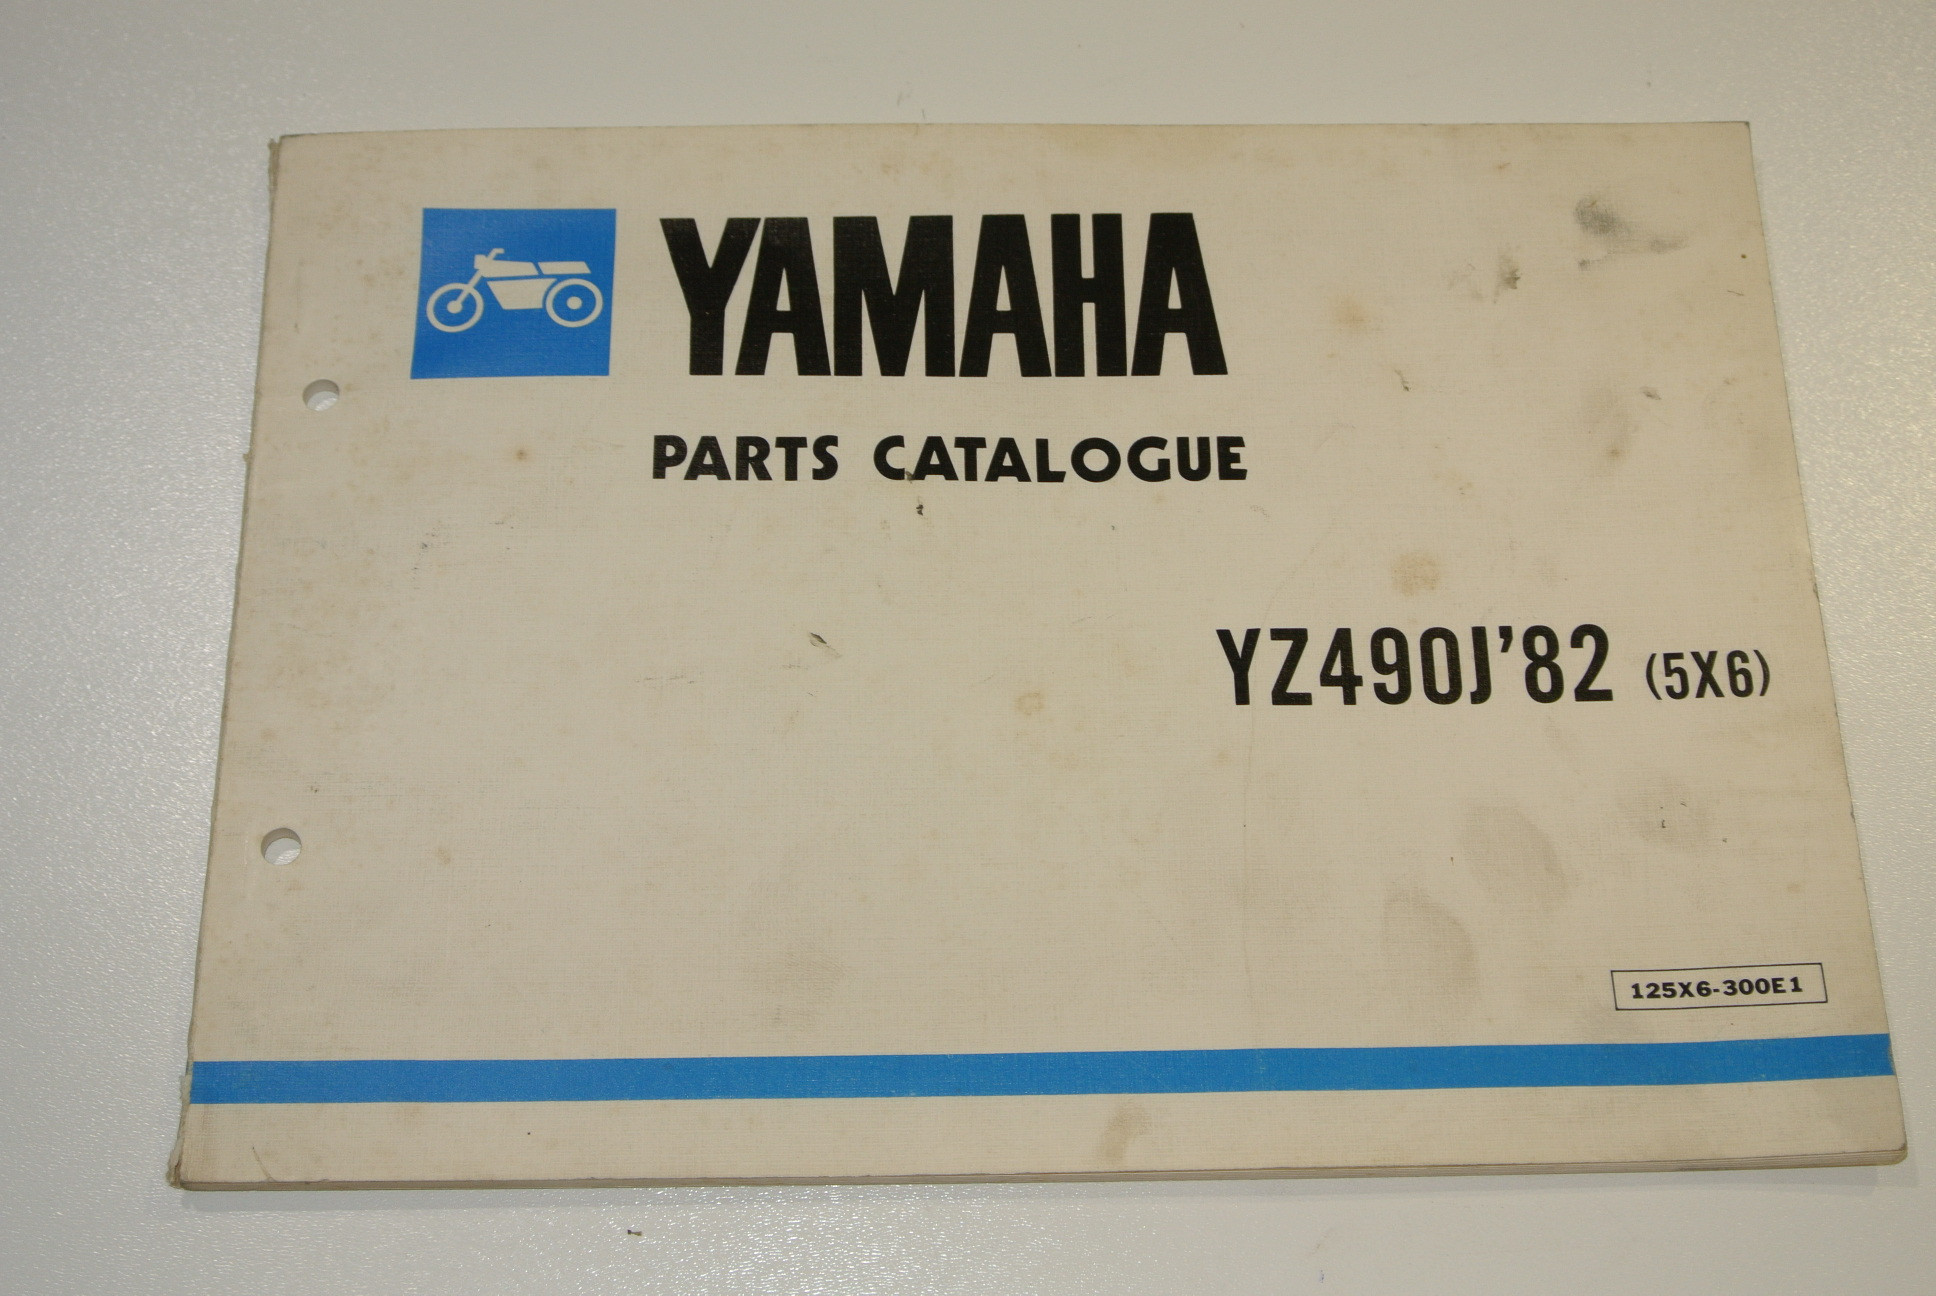 YAMAHA
PARTS CATALOGUE
YZ490J'82 (5X6)
125X6-300E1